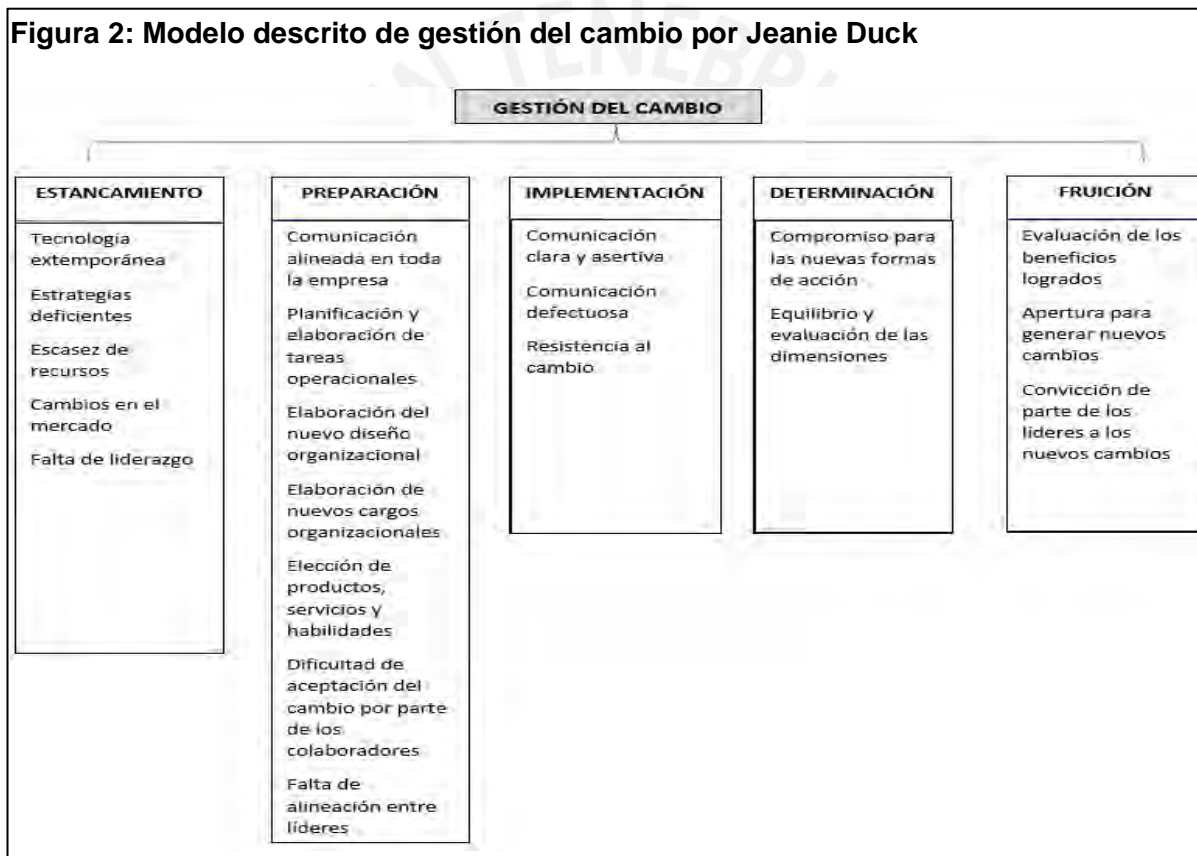 Figura 2: Modelo descrito de gestión del cambio por Jeanie Duck
EN TENEBR
GESTIÓN DEL CAMBIO
ESTANCAMIENTO
Tecnología
extemporánea
Estrategias
deficientes
Escasez de
recursos
Cambios en el
mercado
Falta de liderazgo
PREPARACIÓN
Comunicación
alineada en toda
la empresa
Planificación y
elaboración de
tareas
operacionales
Elaboración del
nuevo diseño
organizacional
Elaboración de
nuevos cargos
organizacionales
Elección de
productos,
servicios y
habilidades
Dificultad de
aceptación del
cambio por parte
de los
colaboradores
Falta de
alineación entre
líderes
IMPLEMENTACIÓN
Comunicación
clara y asertiva
Comunicación
defectuosa
Resistencia al
cambio
DETERMINACIÓN
Compromiso para
las nuevas formas
de acción
Equilibrio y
evaluación de las
dimensiones
FRUICIÓN
Evaluación de los
beneficios
logrados
Apertura para
generar nuevos
cambios
Convicción de
parte de los
líderes a los
nuevos cambios